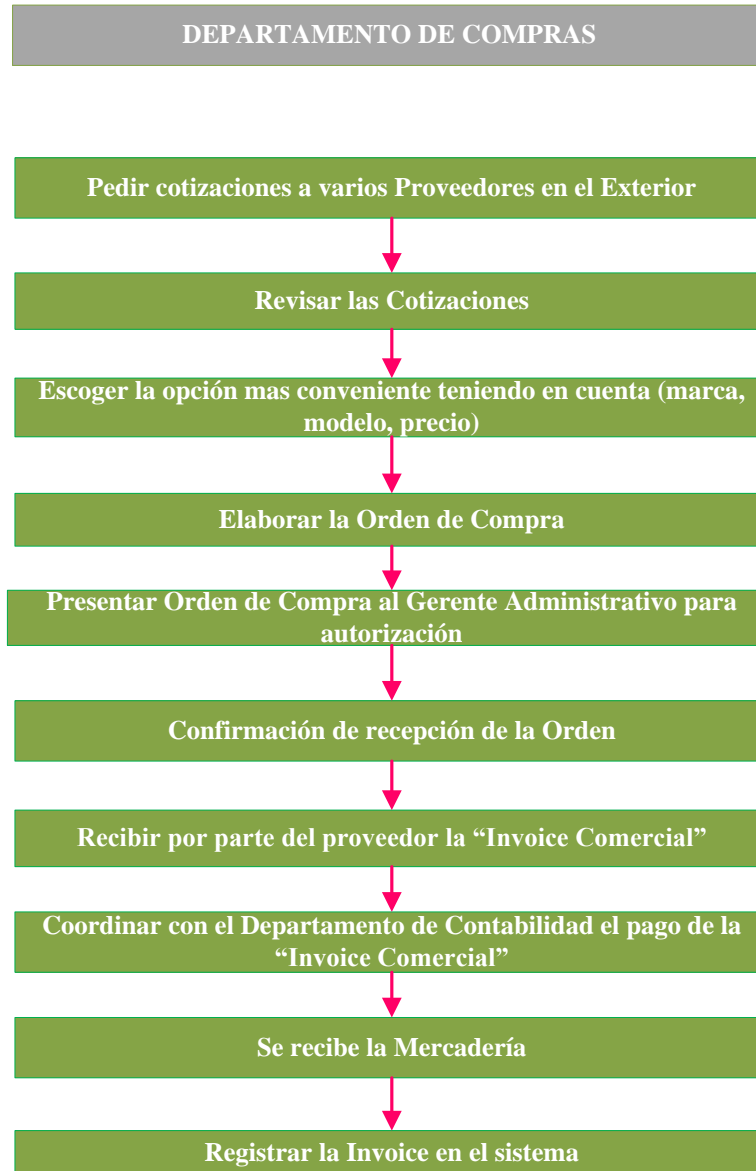 DEPARTAMENTO DE COMPRAS
Pedir cotizaciones a varios Proveedores en el Exterior
Revisar las Cotizaciones
Escoger la opción mas conveniente teniendo en cuenta (marca,
modelo, precio)
Elaborar la Orden de Compra
Presentar Orden de Compra al Gerente Administrativo para
autorización
Confirmación de recepción de la Orden
Recibir por parte del proveedor la “Invoice Comercial”
Coordinar con el Departamento de Contabilidad el pago de la
“Invoice Comercial”
Se recibe la Mercadería
Registrar la Invoice en el sistema